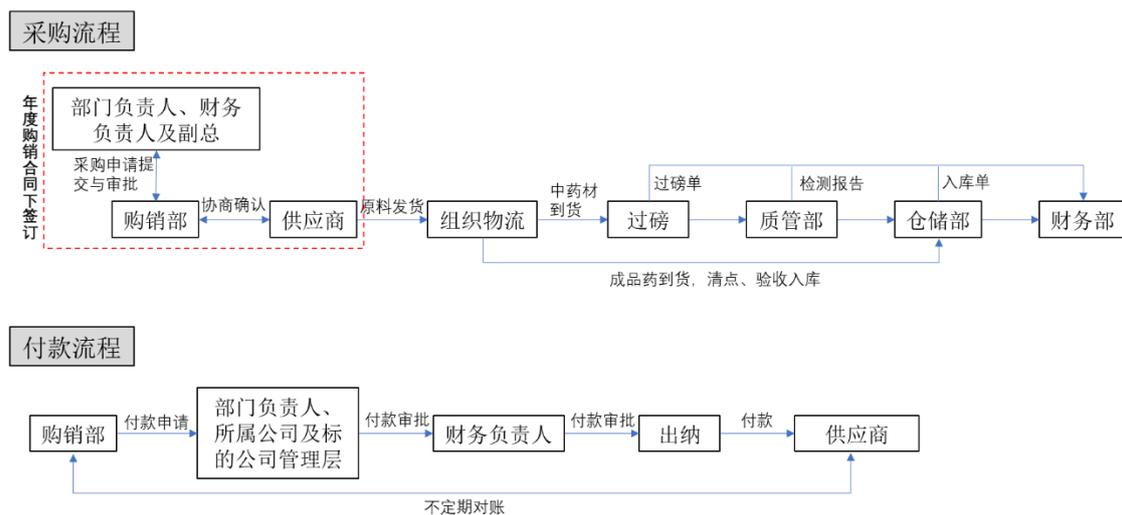 采购流程
年度购销合同下签订
部门负责人、财务
负责人及副总
采购申请提
交与审批
购销部
协商确认
供应商
原料发货
组织物流
中药材
到货
过磅
过磅单
质管部
检测报告
仓储部
入库单
财务部
成品药到货，清点、验收入库
付款流程
购销部
付款申请
部门负责人、
所属公司及标
的公司管理层
付款审批
财务负责人
付款审批
出纳
付款
供应商
不定期对账